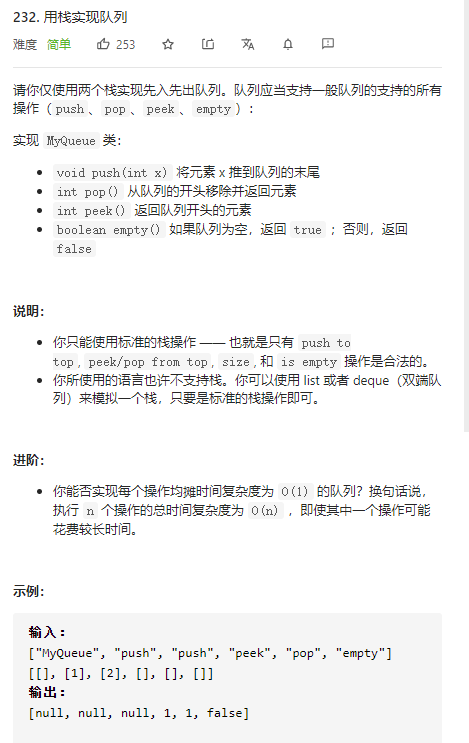 232. 用栈实现队列
难度 简单 253
请你仅使用两个栈实现先入先出队列。队列应当支持一般队列的支持的所有
操作（push、pop、peek、empty）：
实现 MyQueue 类：
• void push(int x) 将元素 x 推到队列的末尾
• int pop() 从队列的开头移除并返回元素
• int peek() 返回队列开头的元素
• boolean empty() 如果队列为空，返回 true ；否则，返回
false
说明：
• 你只能使用标准的栈操作 —— 也就是只有 push to
top, peek/pop from top, size, 和 is empty 操作是合法的。
• 你所使用的语言也许不支持栈。你可以使用 list 或者 deque（双端队
列）来模拟一个栈，只要是标准的栈操作即可。
进阶：
• 你能否实现每个操作均摊时间复杂度为 O(1) 的队列？换句话说，
执行 n 个操作的总时间复杂度为 O(n) ，即使其中一个操作可能
花费较长时间。
示例：
输入：
["MyQueue", "push", "push", "peek", "pop", "empty"]
[[], [1], [2], [], [], []]
输出：
[null, null, null, 1, 1, false]